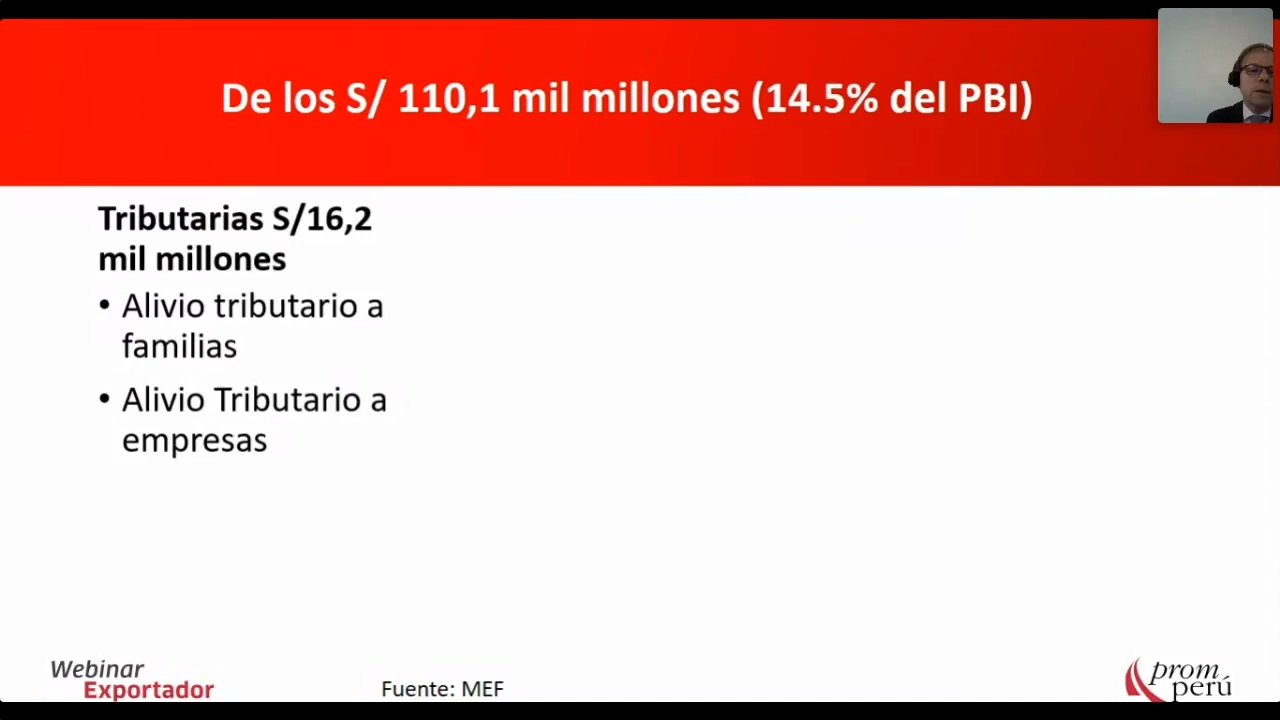 De los S/ 110,1 mil millones (14.5% del PBI)
Tributarias S/16,2
mil millones
• Alivio tributario a
familias
• Alivio Tributario a
empresas
Webinar
Exportador
Fuente: MEF
prom
perú